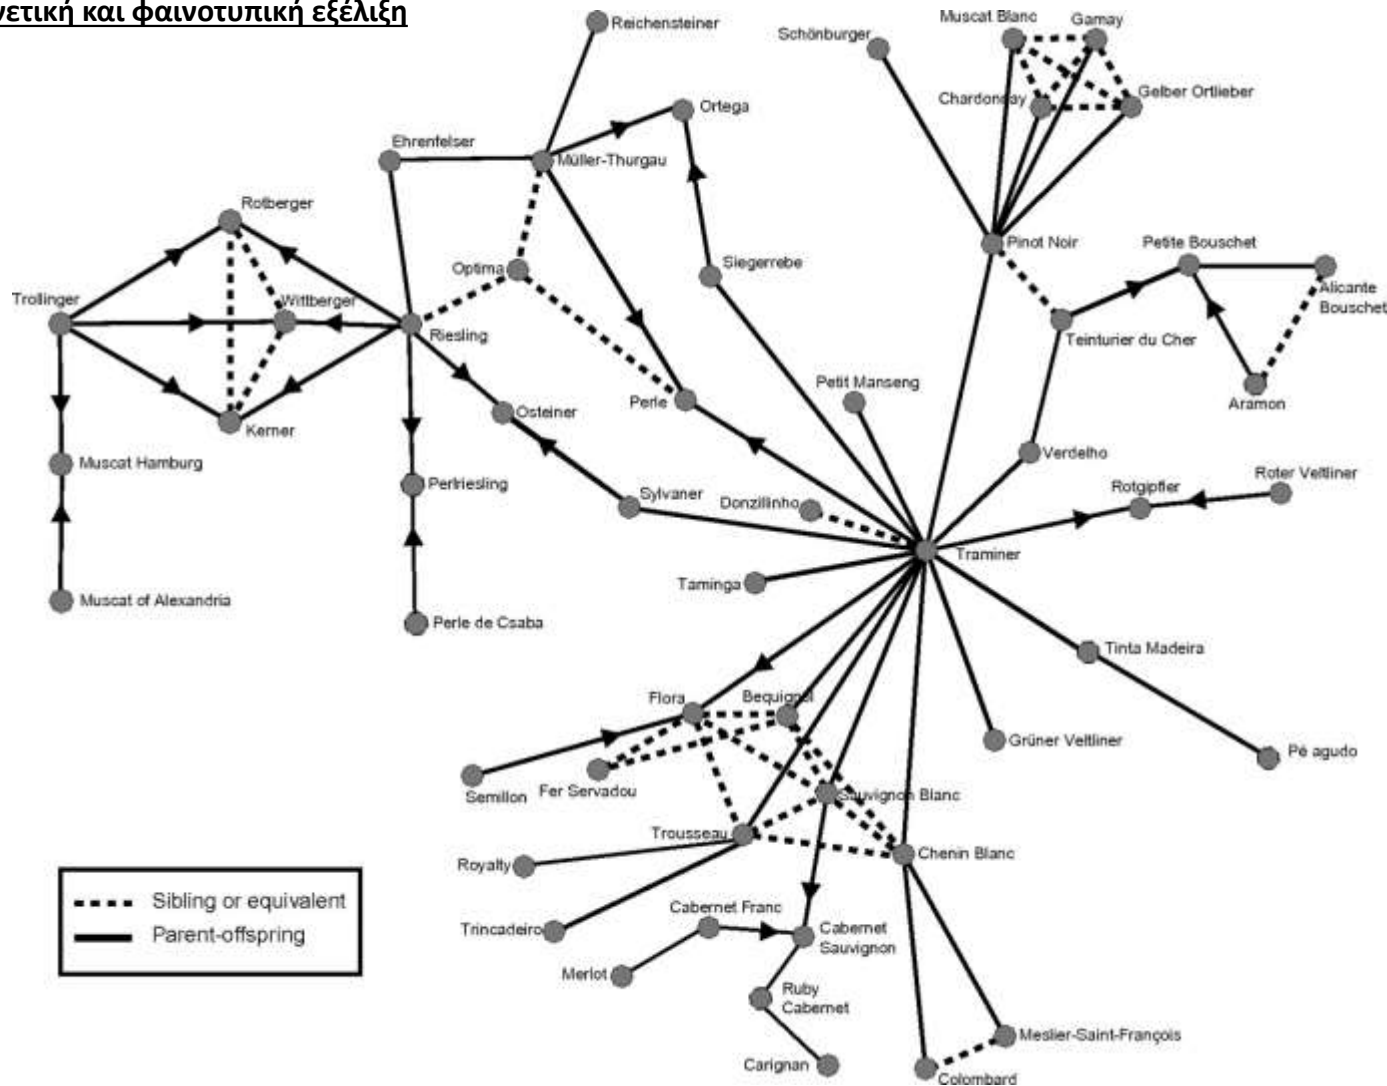 νετική και φαινοτυπική εξέλιξη
Reichensteiner
Muscat Blanc
Gamay
Schönburger
Ortega
Chardonnay
Gelber Ortlieber
Ehrenfelser
Müller-Thurgau
Rotberger
Pinot Noir
Petite Bouschet
Siegerrebe
Optima
Trollinger
Wittberger
Alicante
Bouschet
Riesling
Teinturier du Cher
Petit Manseng
Perle
Aramon
Osteiner
Kerner
Muscat Hamburg
Verdelho
Roter Veltliner
Perlriesling
Rotgipfler
Sylvaner
Donzillinho
Traminer
Taminga
Muscat of Alexandria
Perle de Csaba
Tinta Madeira
Flora
Bequignol
Grüner Veltliner
Pé agudo
Semillon
Fer Servadou
Sauvignon Blanc
Trousseau
Chenin Blanc
Royalty
Sibling or equivalent
Cabernet Franc
Trincadeiro
Cabernet
Sauvignon
Parent-offspring
Merlot
Ruby
Cabernet
Meslier-Saint-François
Carignan
Colombard